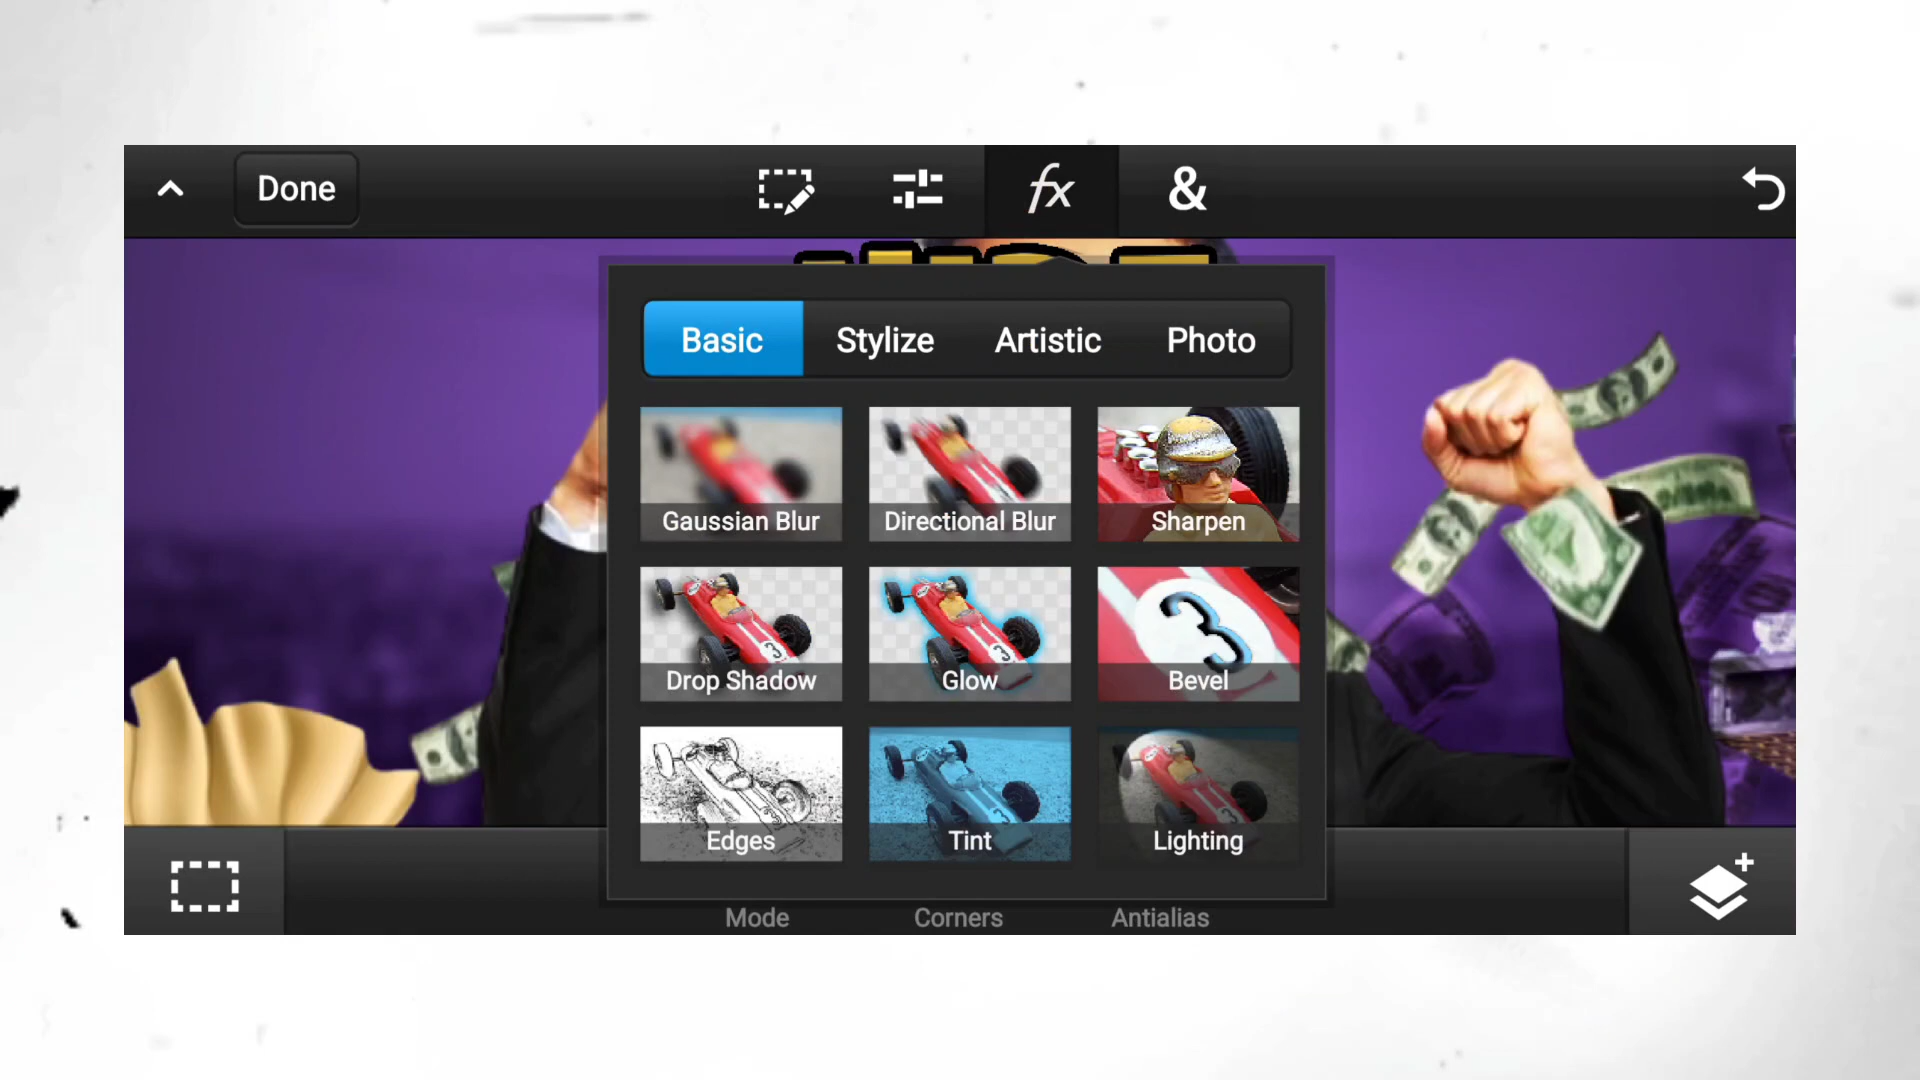 Done
fx
&
Basic Stylize Artistic Photo
Gaussian Blur Directional Blur Sharpen
Drop Shadow Glow Bevel
Edges Tint Lighting
Mode Corners Antialias